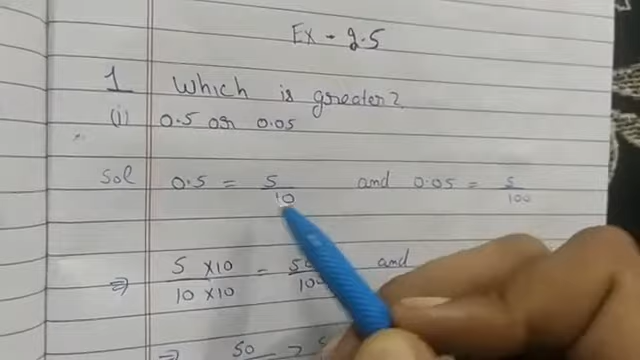 Ex - 2.5
1 Which is greater?
(i) 0.5 or 0.05
Sol 0.5 = 5/10 and 0.05 = 5/100
⇒ 5 ×10/10 ×10 = and
⇒ 50 >